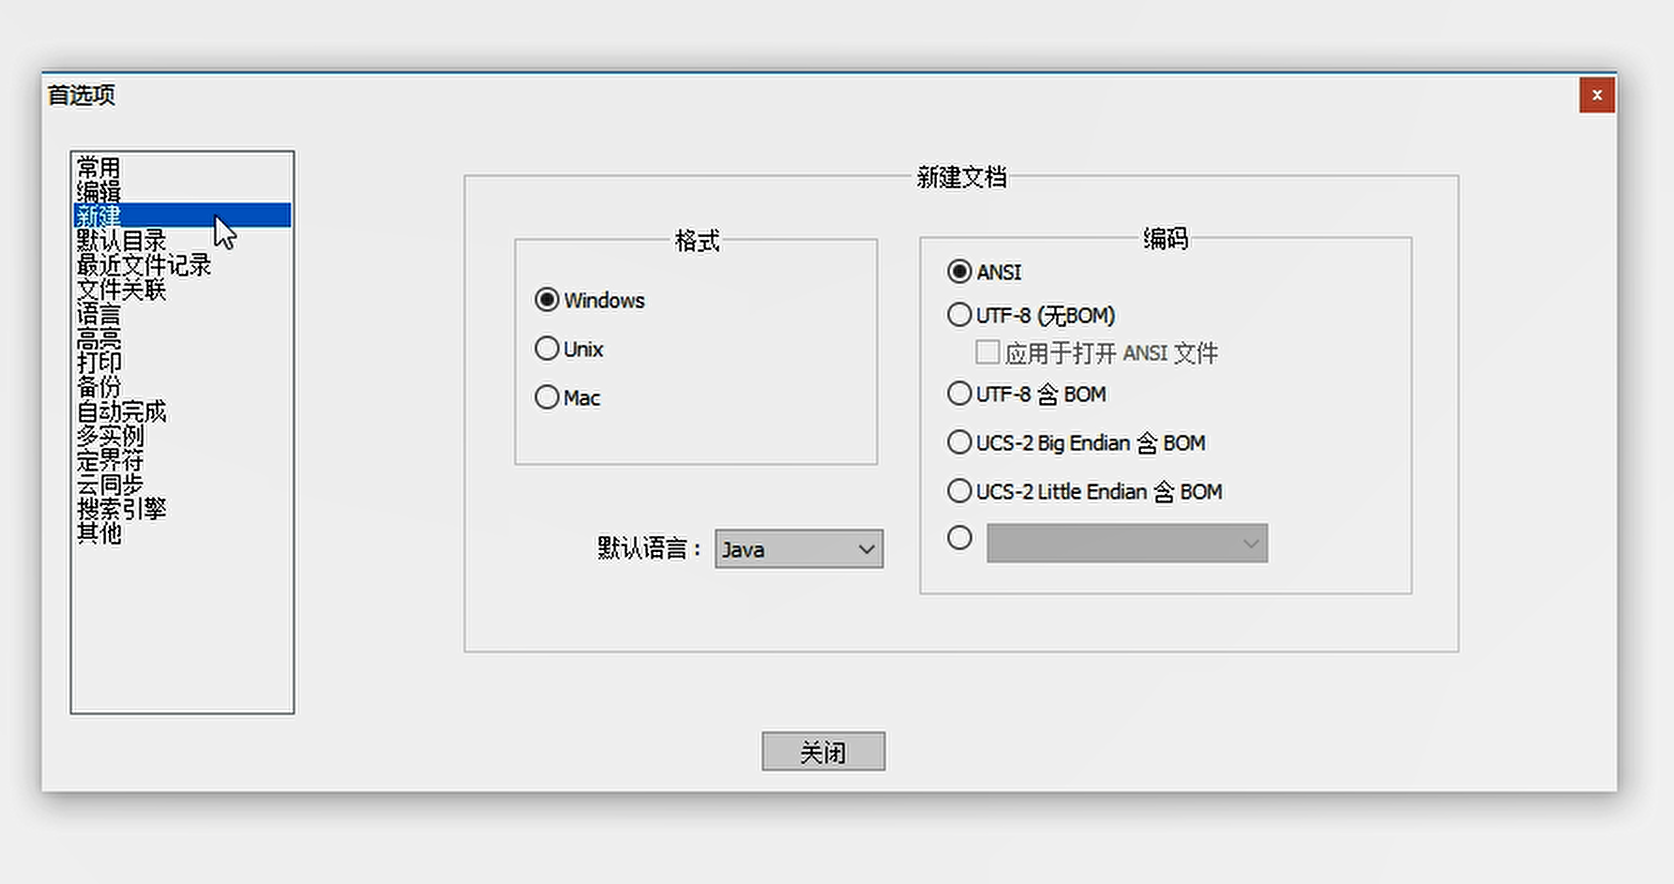 首选项
x
常用
编辑
新建
默认目录
最近文件记录
文件关联
语言
高亮
打印
备份
自动完成
多实例
定界符
云同步
搜索引擎
其他
新建文档
格式
Windows
Unix
Mac
默认语言：
Java
编码
ANSI
UTF-8 (无BOM)
应用于打开 ANSI 文件
UTF-8 含 BOM
UCS-2 Big Endian 含 BOM
UCS-2 Little Endian 含 BOM
关闭